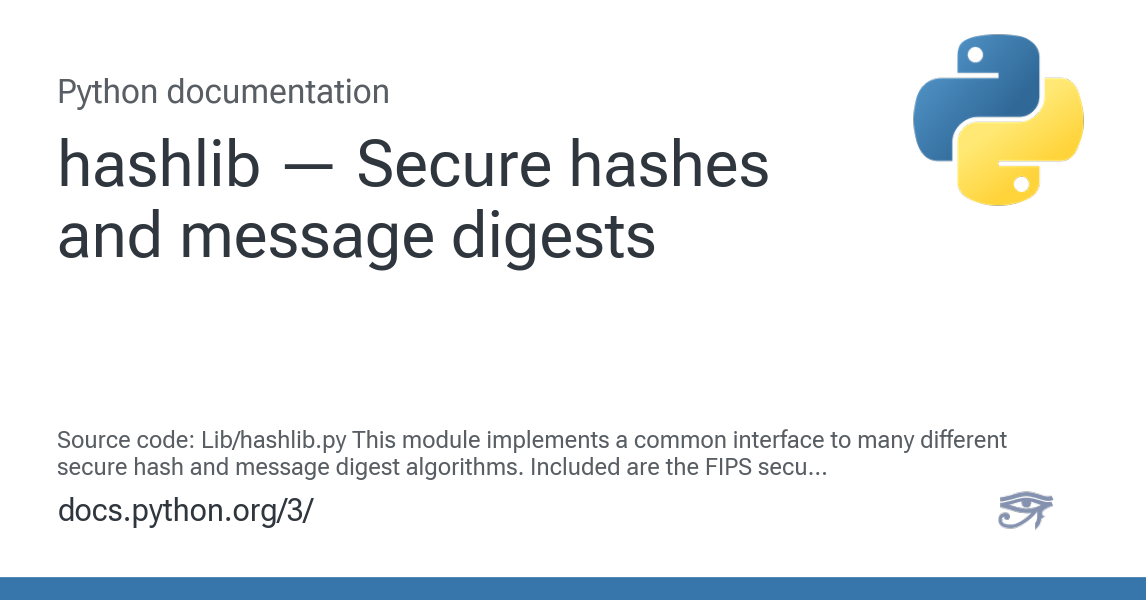 Python documentation
hashlib — Secure hashes
and message digests
Source code: Lib/hashlib.py This module implements a common interface to many different
secure hash and message digest algorithms. Included are the FIPS secu...
docs.python.org/3/